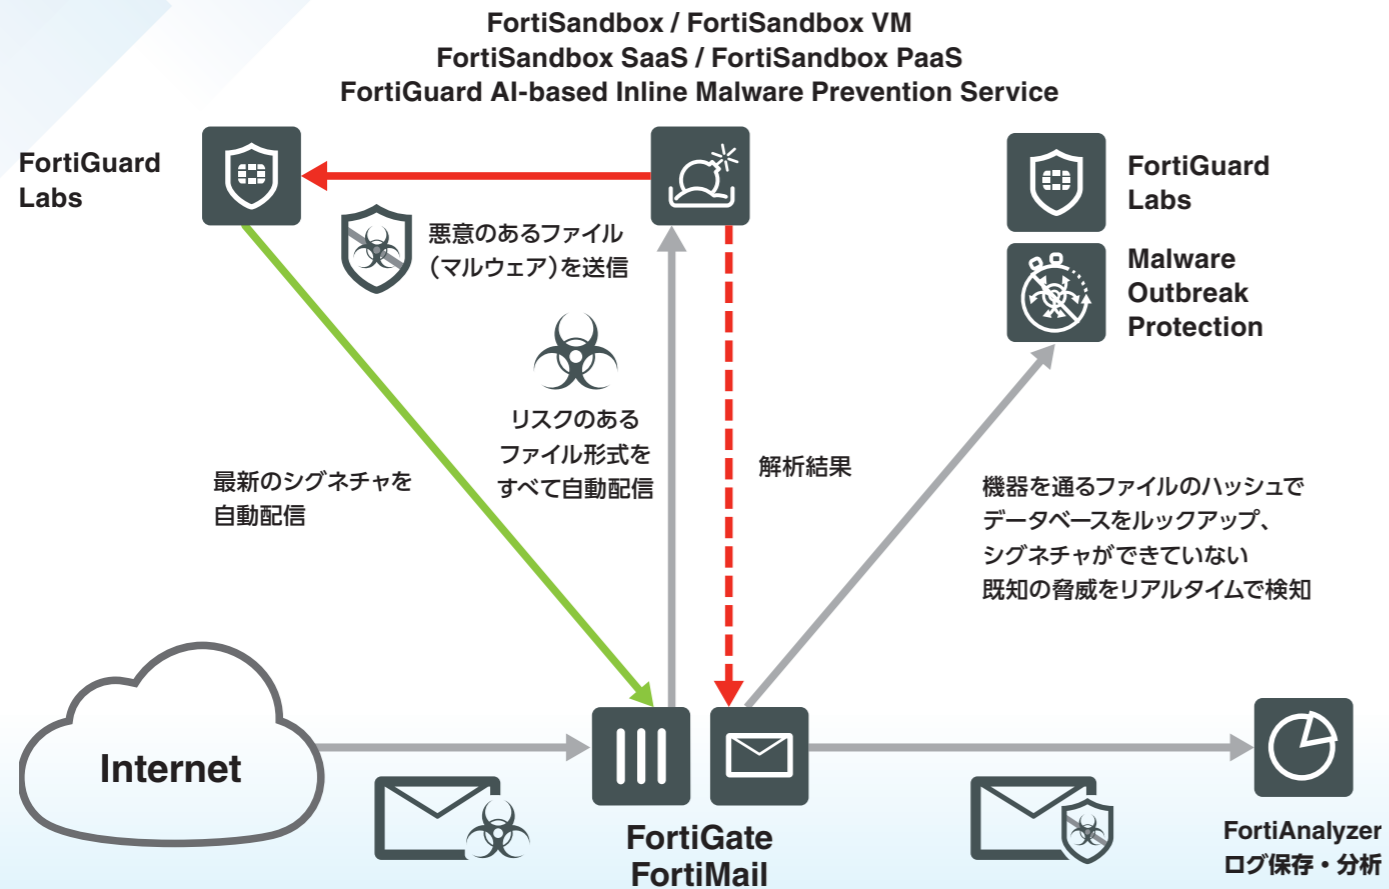 FortiSandbox / FortiSandbox VM
FortiSandbox SaaS / FortiSandbox PaaS
FortiGuard AI-based Inline Malware Prevention Service
FortiGuard
Labs
悪意のあるファイル
（マルウェア）を送信
FortiGuard
Labs
Malware
Outbreak
Protection
リスクのある
ファイル形式を
すべて自動配信
最新のシグネチャを
自動配信
解析結果
機器を通るファイルのハッシュで
データベースをルックアップ、
シグネチャができていない
既知の脅威をリアルタイムで検知
Internet
FortiGate
FortiMail
FortiAnalyzer
ログ保存・分析